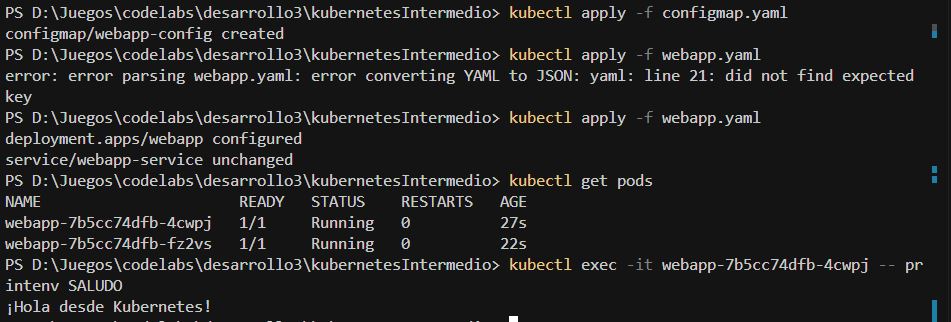 PS D:\Juegos\codelabs\desarrollo3\kubernetesIntermedio> kubectl apply -f configmap.yaml
configmap/webapp-config created
PS D:\Juegos\codelabs\desarrollo3\kubernetesIntermedio> kubectl apply -f webapp.yaml
error: error parsing webapp.yaml: error converting YAML to JSON: yaml: line 21: did not find expected
key
PS D:\Juegos\codelabs\desarrollo3\kubernetesIntermedio> kubectl apply -f webapp.yaml
deployment.apps/webapp configured
service/webapp-service unchanged
PS D:\Juegos\codelabs\desarrollo3\kubernetesIntermedio> kubectl get pods
NAME READY STATUS RESTARTS AGE
webapp-7b5cc74dfb-4cwpj 1/1 Running 0 27s
webapp-7b5cc74dfb-fz2vs 1/1 Running 0 22s
PS D:\Juegos\codelabs\desarrollo3\kubernetesIntermedio> kubectl exec -it webapp-7b5cc74dfb-4cwpj -- pr
intenv SALUDO
¡Hola desde Kubernetes!